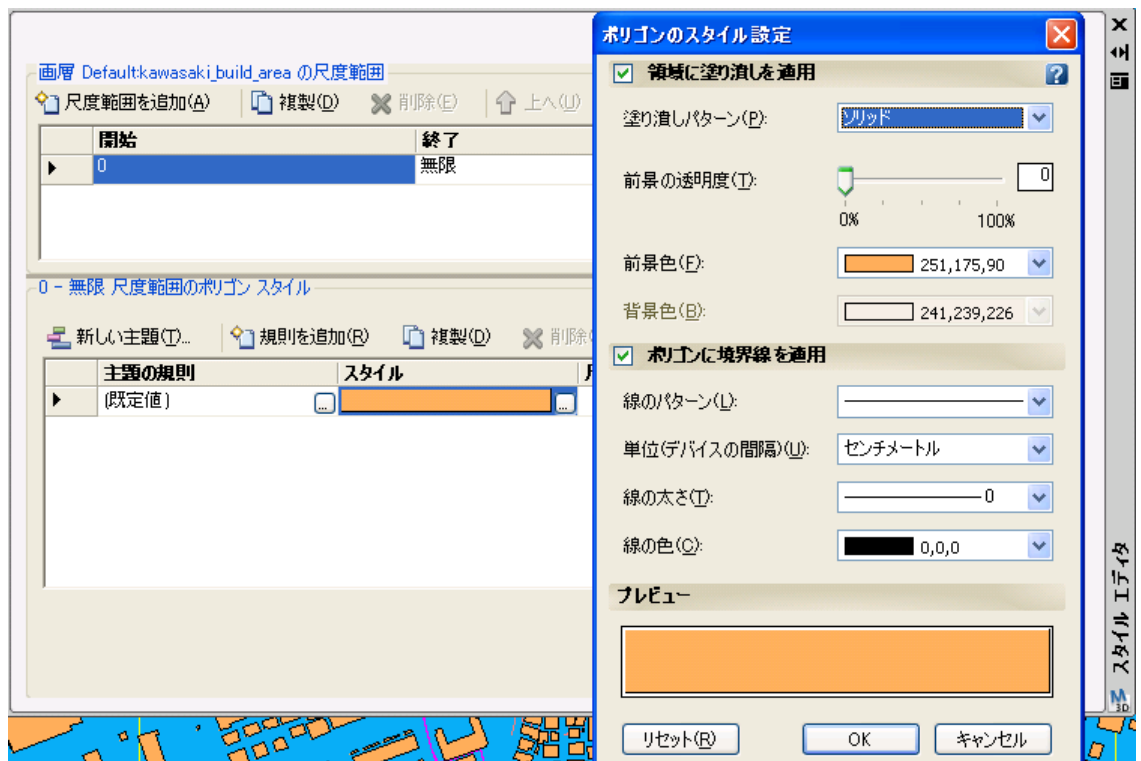 画層 Default:kawasaki_build_area の尺度範囲
尺度範囲を追加(A) 複製(D) 削除(E) 上へ(U)
開始 終了
0 無限
0 - 無限 尺度範囲のポリゴン スタイル
新しい主題(T)... 規則を追加(R) 複製(D) 削除
主題の規則 スタイル
(既定値) ... ...
ポリゴンのスタイル設定
領域に塗り潰しを適用
塗り潰しパターン(P): ソリッド
前景の透明度(T): 0
0% 100%
前景色(F): 251,175,90
背景色(B): 241,239,226
ポリゴンに境界線を適用
線のパターン(L):
単位(デバイスの間隔)(U): センチメートル
線の太さ(T): 0
線の色(C): 0,0,0
プレビュー
リセット(R) OK キャンセル
スタイル エディタ
M
3D